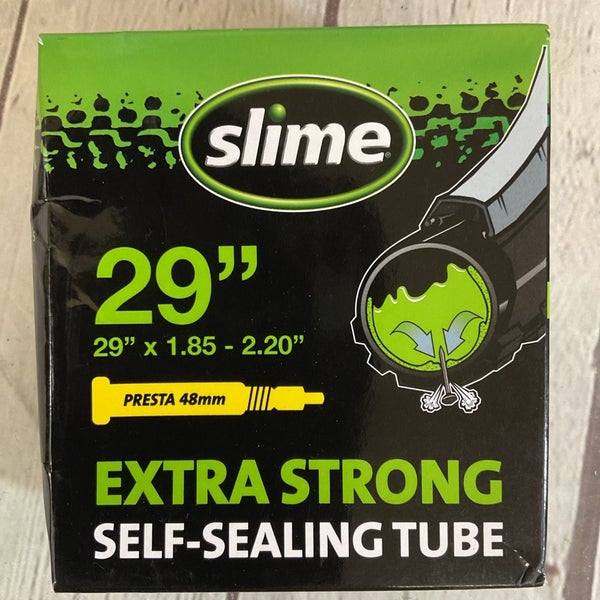 slime
29”
29” x 1.85 - 2.20”
PRESTA 48mm
EXTRA STRONG
SELF-SEALING TUBE